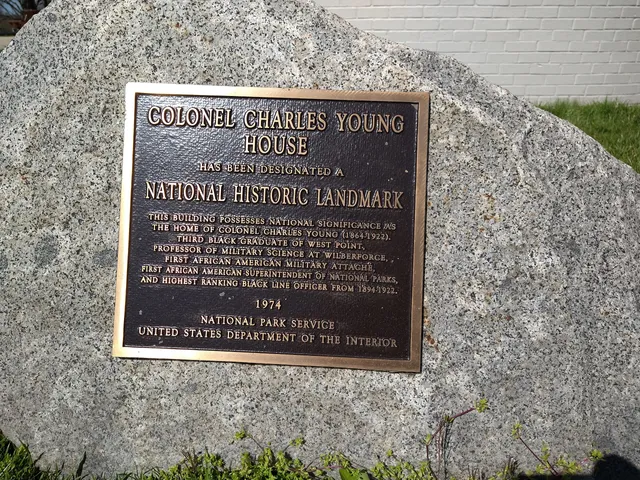 COLONEL CHARLES YOUNG
HOUSE
HAS BEEN DESIGNATED A
NATIONAL HISTORIC LANDMARK
THIS BUILDING POSSESSES NATIONAL SIGNIFICANCE AS
THE HOME OF COLONEL CHARLES YOUNG (1864-1922).
THIRD BLACK GRADUATE OF WEST POINT,
PROFESSOR OF MILITARY SCIENCE AT WILBERFORCE,
FIRST AFRICAN AMERICAN MILITARY ATTACHÉ,
FIRST AFRICAN AMERICAN SUPERINTENDENT OF NATIONAL PARKS,
AND HIGHEST RANKING BLACK LINE OFFICER FROM 1894-1922.
1974
NATIONAL PARK SERVICE
UNITED STATES DEPARTMENT OF THE INTERIOR